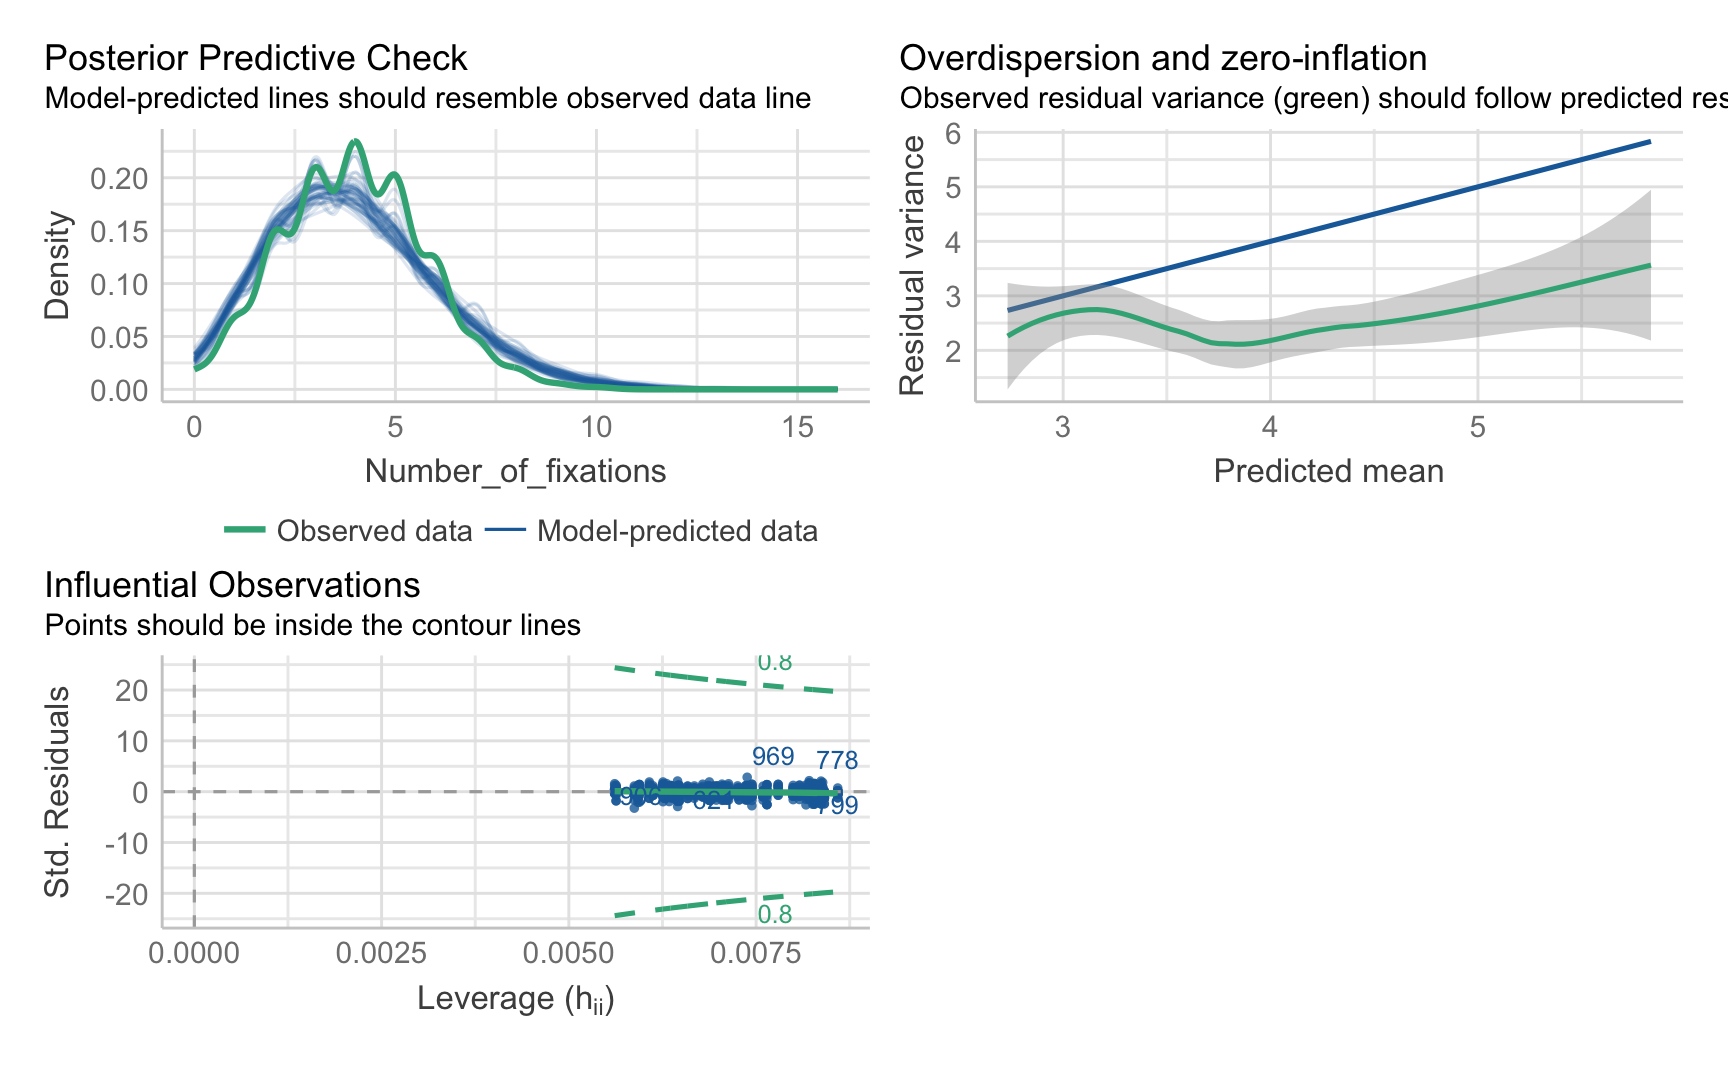 Posterior Predictive Check
Model-predicted lines should resemble observed data line
Density
0.20
0.15
0.10
0.05
0.00
0
5
10
15
Number_of_fixations
Observed data
Model-predicted data
Overdispersion and zero-inflation
Observed residual variance (green) should follow predicted res
Residual variance
6
5
4
3
2
3
4
5
Predicted mean
Influential Observations
Points should be inside the contour lines
Std. Residuals
20
10
0
-10
-20
0.8
969
778
799
0.8
0.0000
0.0025
0.0050
0.0075
Leverage (hii)